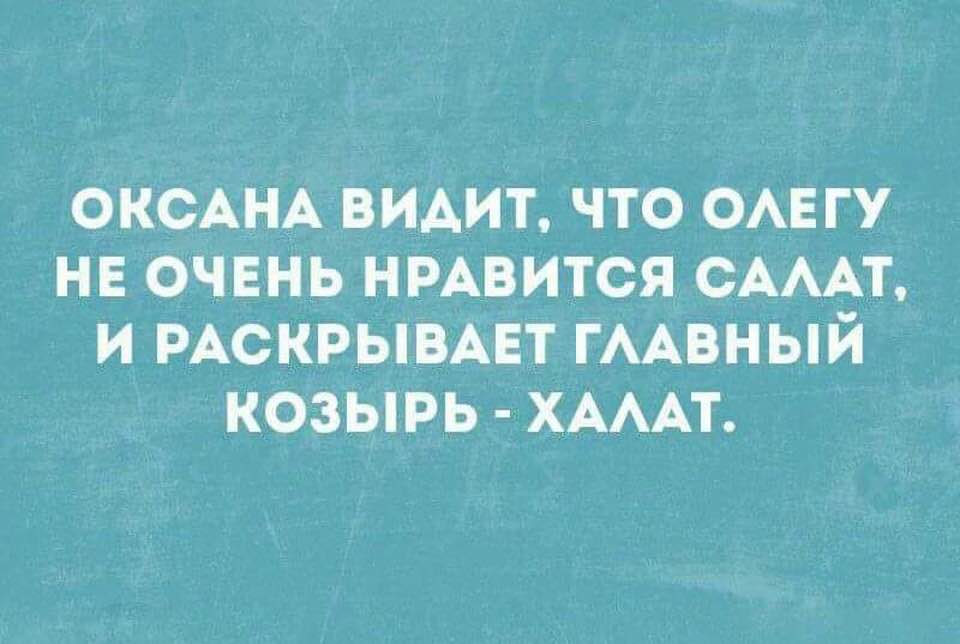 ОКСАНА ВИДИТ, ЧТО ОЛЕГУ
НЕ ОЧЕНЬ НРАВИТСЯ САЛАТ,
И РАСКРЫВАЕТ ГЛАВНЫЙ
КОЗЫРЬ - ХАЛАТ.